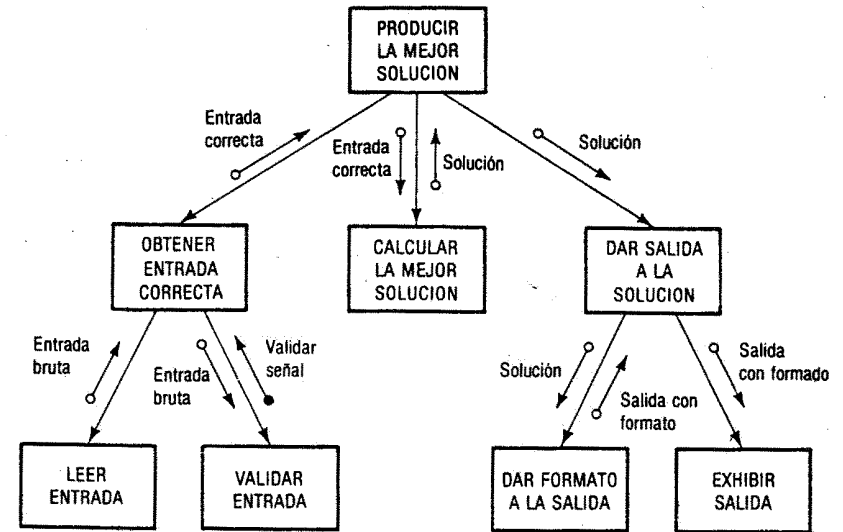 PRODUCIR
LA MEJOR
SOLUCION
Entrada
correcta
Entrada
correcta
Solución
Solución
OBTENER
ENTRADA
CORRECTA
CALCULAR
LA MEJOR
SOLUCION
DAR SALIDA
A LA
SOLUCION
Entrada
bruta
Entrada
bruta
Validar
señal
Solución
Salida con
formato
Salida
con formado
LEER
ENTRADA
VALIDAR
ENTRADA
DAR FORMATO
A LA SALIDA
EXHIBIR
SALIDA